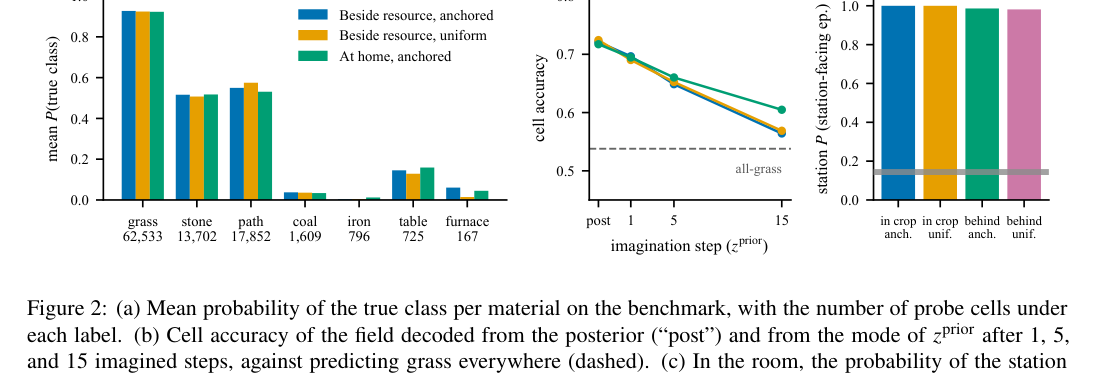 mean P(true class)
0.8
0.6
0.4
0.2
0.0
Beside resource, anchored
Beside resource, uniform
At home, anchored
grass stone path coal iron table furnace
62,533 13,702 17,852 1,609 796 725 167
cell accuracy
0.7
0.6
0.5
all-grass
post 1 5 15
imagination step (zprior)
station P (station-facing ep.)
1.0
0.8
0.6
0.4
0.2
0.0
in crop in crop behind behind
anch. unif. anch. unif.
Figure 2: (a) Mean probability of the true class per material on the benchmark, with the number of probe cells under
each label. (b) Cell accuracy of the field decoded from the posterior (“post”) and from the mode of zprior after 1, 5,
and 15 imagined steps, against predicting grass everywhere (dashed). (c) In the room, the probability of the station